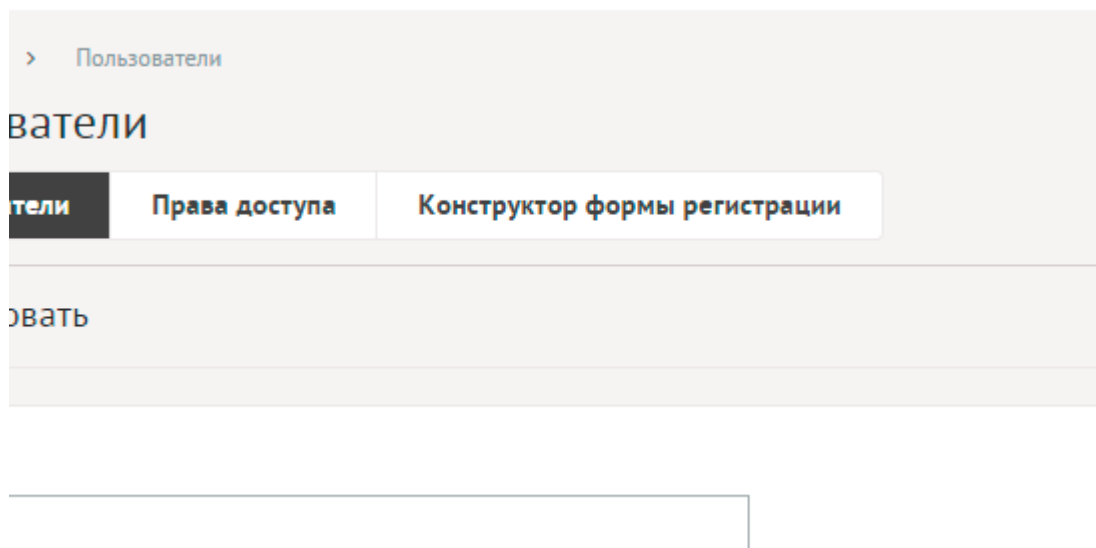 > Пользователи
ватели
тели Права доступа Конструктор формы регистрации
овать